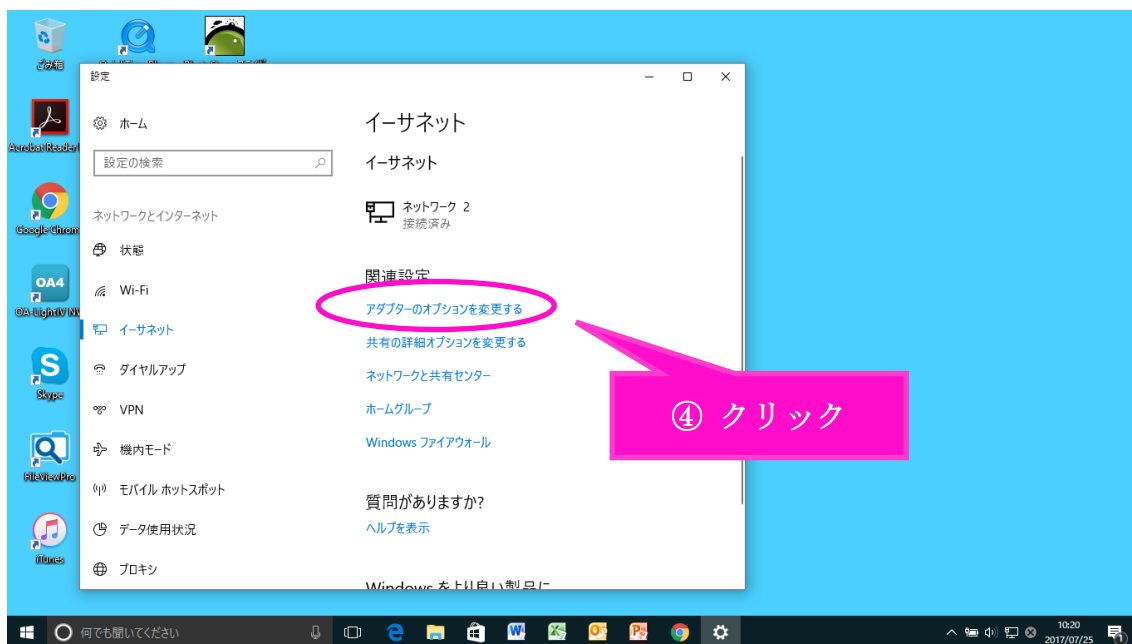 ごみ箱
設定
ホーム
イーサネット
設定の検索
イーサネット
Acrobat Reader
ネットワーク 2
接続済み
ネットワークとインターネット
Google Chrom
状態
関連設定
OA4
Wi-Fi
アダプターのオプションを変更する
OA-LightIV NV
イーサネット
共有の詳細オプションを変更する
ダイヤルアップ
ネットワークと共有センター
Skype
VPN
ホームグループ
④ クリック
機内モード
Windows ファイアウォール
FileViewPro
モバイル ホットスポット
質問がありますか?
データ使用状況
ヘルプを表示
iTunes
プロキシ
Windows をより良い製品に
何でも聞いてください
10:20
2017/07/25